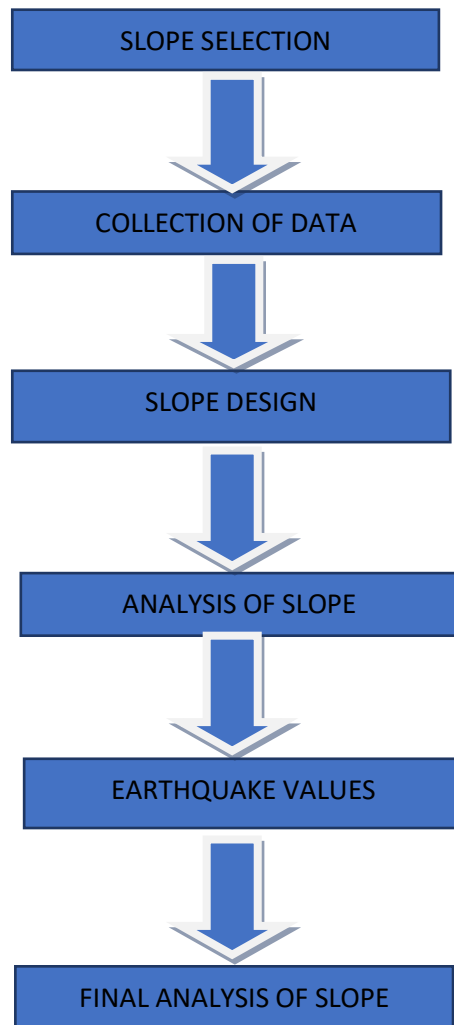 SLOPE SELECTION
COLLECTION OF DATA
SLOPE DESIGN
ANALYSIS OF SLOPE
EARTHQUAKE VALUES
FINAL ANALYSIS OF SLOPE